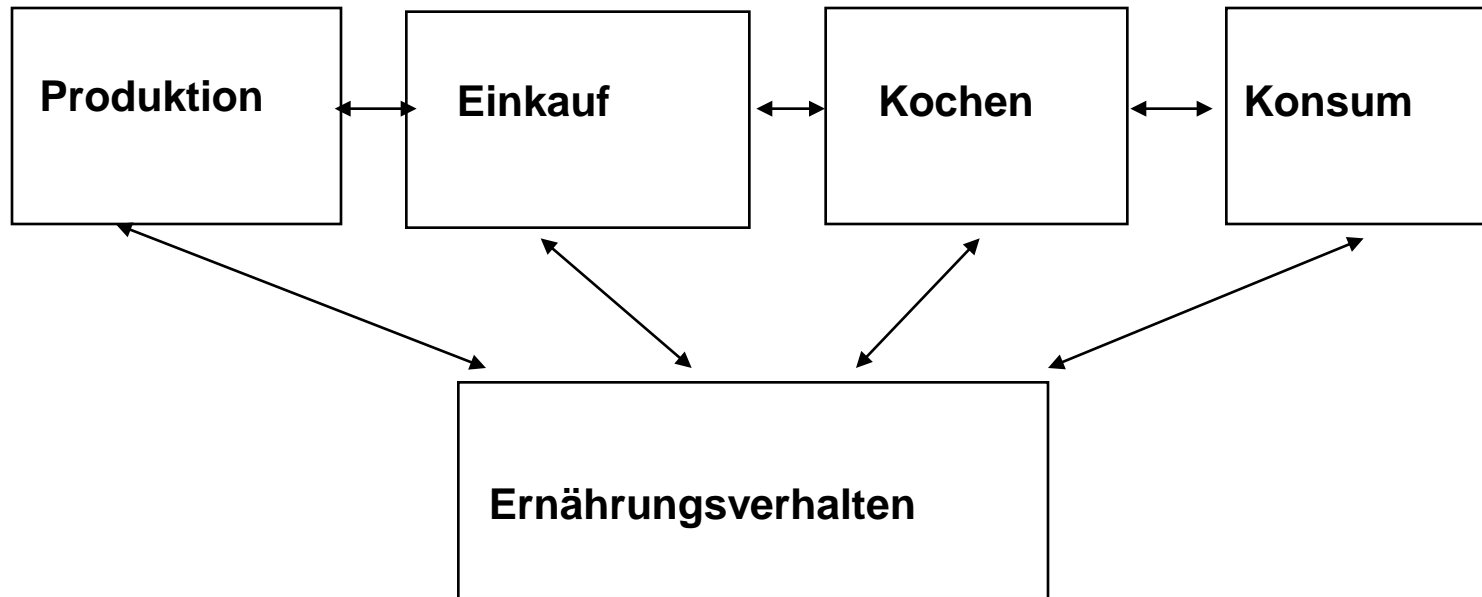 Produktion
Einkauf
Kochen
Konsum
Ernährungsverhalten